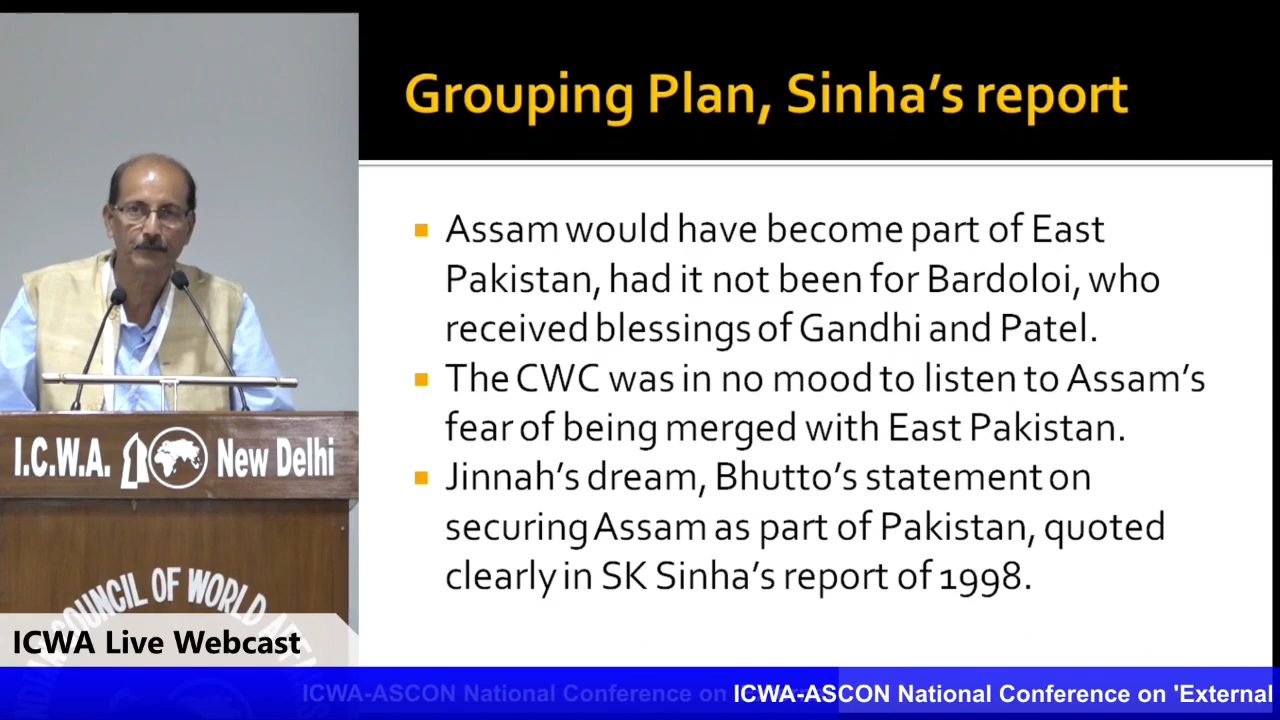 Grouping Plan, Sinha's report
Assam would have become part of East
Pakistan, had it not been for Bardoloi, who
received blessings of Gandhi and Patel.
The CWC was in no mood to listen to Assam's
fear of being merged with East Pakistan.
Jinnah's dream, Bhutto's statement on
securing Assam as part of Pakistan, quoted
clearly in SK Sinha's report of 1998.
I.C.W.A. New Delhi
COUNCIL OF WORLD
ICWA Live Webcast
ICWA-ASCON National Conference on
ICWA-ASCON National Conference on 'External